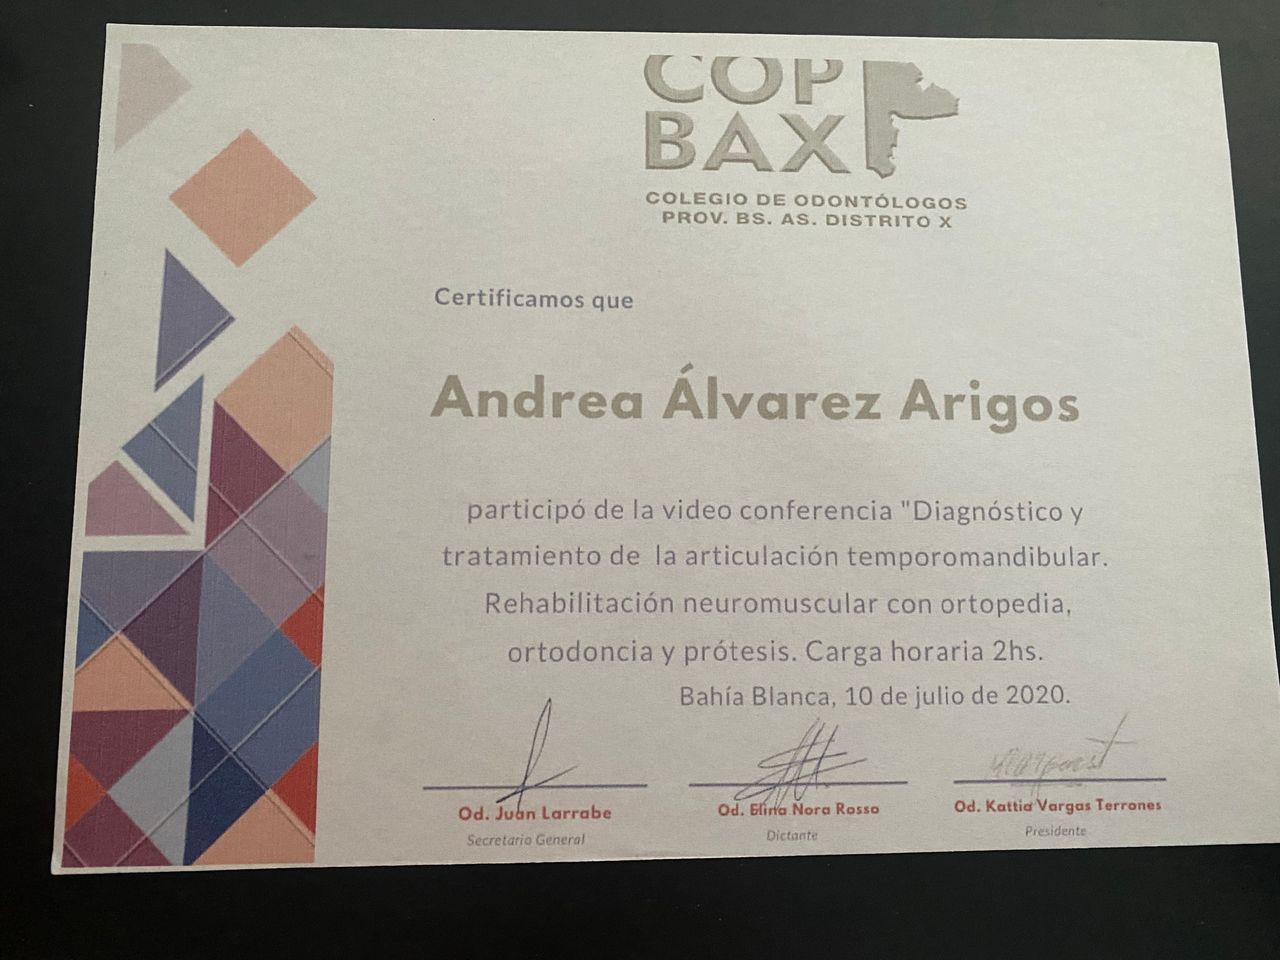 COP
BAX
COLEGIO DE ODONTÓLOGOS
PROV. BS. AS. DISTRITO X
Certificamos que
Andrea Álvarez Arigos
participó de la video conferencia "Diagnóstico y
tratamiento de la articulación temporomandibular.
Rehabilitación neuromuscular con ortopedia,
ortodoncia y prótesis. Carga horaria 2hs.
Bahía Blanca, 10 de julio de 2020.
Od. Juan Larrabe
Secretario General
Od. Elina Nora Rosso
Dictante
Od. Kattia Vargas Terrones
Presidente